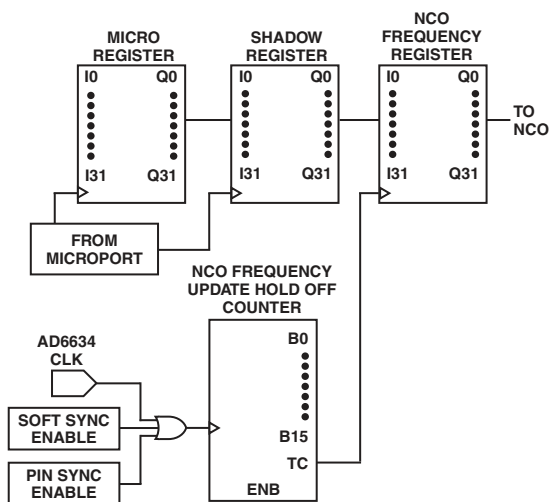 MICRO
REGISTER
I0 Q0
I31 Q31
SHADOW
REGISTER
I0 Q0
I31 Q31
NCO
FREQUENCY
REGISTER
I0 Q0
I31 Q31
TO
NCO
FROM
MICROPORT
NCO FREQUENCY
UPDATE HOLD OFF
COUNTER
B0
B15
TC
ENB
AD6634
CLK
SOFT SYNC
ENABLE
PIN SYNC
ENABLE